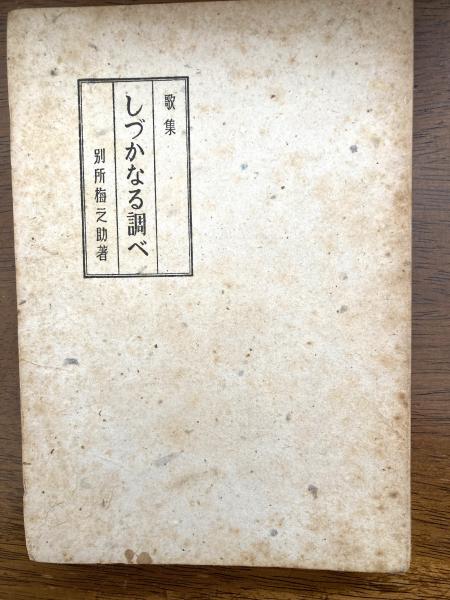 歌集
しづかなる調べ
別所梅之助著